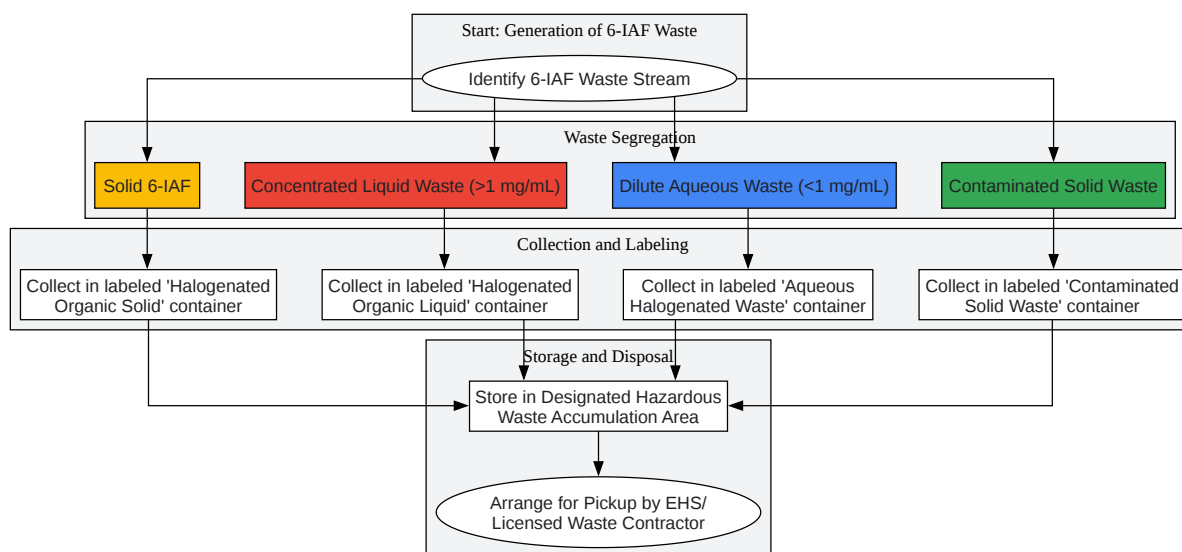 Start: Generation of 6-IAF Waste
Identify 6-IAF Waste Stream
Waste Segregation
Solid 6-IAF
Concentrated Liquid Waste (>1 mg/mL)
Dilute Aqueous Waste (<1 mg/mL)
Contaminated Solid Waste
Collection and Labeling
Collect in labeled 'Halogenated
Organic Solid' container
Collect in labeled 'Halogenated
Organic Liquid' container
Collect in labeled 'Aqueous
Halogenated Waste' container
Collect in labeled 'Contaminated
Solid Waste' container
Storage and Disposal
Store in Designated Hazardous
Waste Accumulation Area
Arrange for Pickup by EHS/
Licensed Waste Contractor